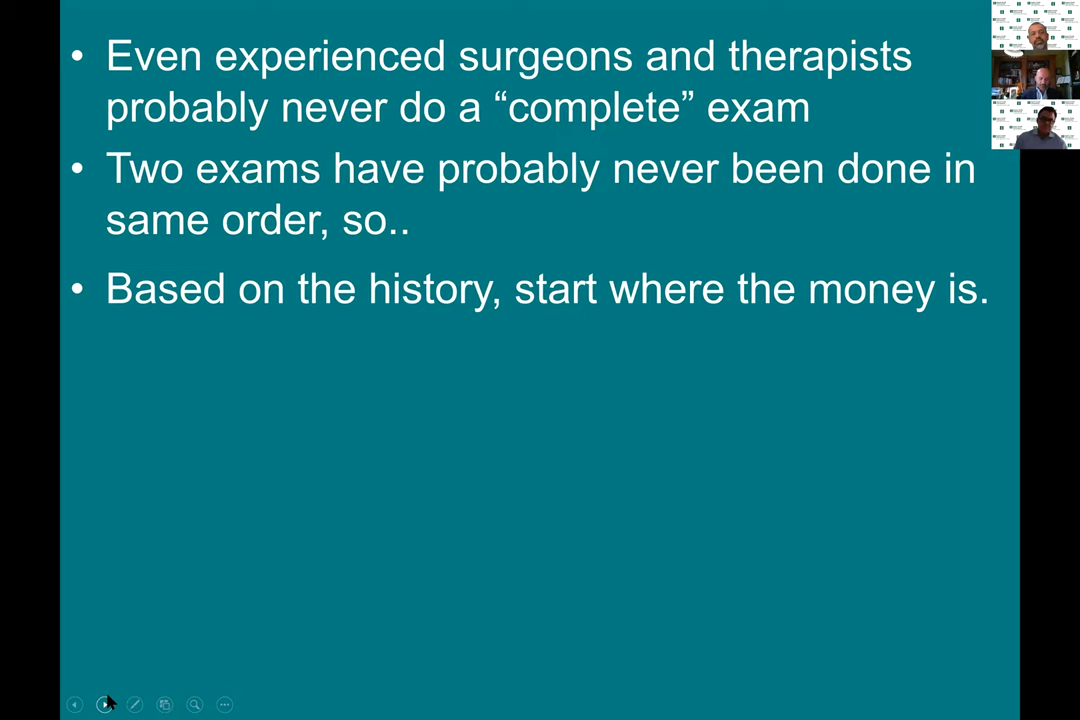 • Even experienced surgeons and therapists
probably never do a “complete” exam
• Two exams have probably never been done in
same order, so..
• Based on the history, start where the money is.